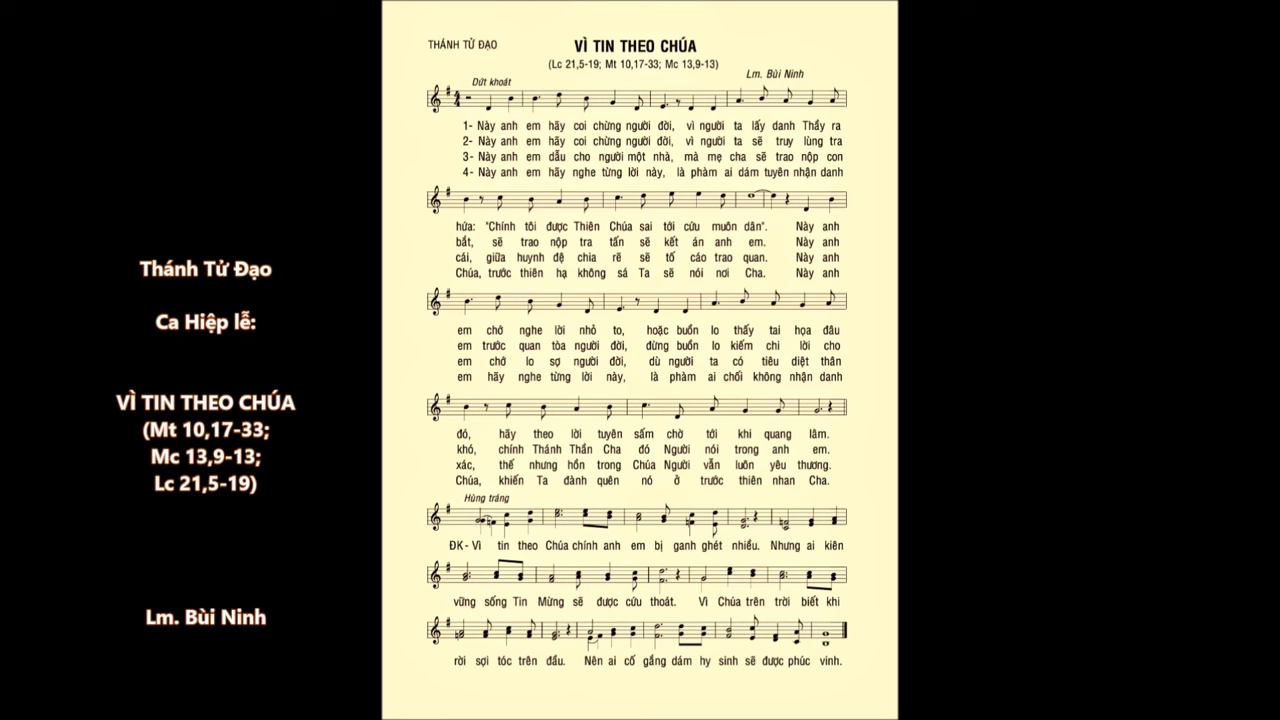 Thánh Tử Đạo
Ca Hiệp lễ:
VÌ TIN THEO CHÚA
(Mt 10,17-33;
Mc 13,9-13;
Lc 21,5-19)
Lm. Bùi Ninh
THÁNH TỬ ĐẠO
VÌ TIN THEO CHÚA
(Lc 21,5-19; Mt 10,17-33; Mc 13,9-13)
Lm. Bùi Ninh
Dứt khoát
1- Này anh em hãy coi chừng người đời, vì người ta lấy danh Thầy ra
2- Này anh em hãy coi chừng người đời, vì người ta sẽ truy lùng tra
3- Này anh em dẫu cho người một nhà, mà mẹ cha sẽ trao nộp con
4- Này anh em hãy nghe từng lời này, là phàm ai dám tuyên nhận danh
hứa: "Chính tôi được Thiên Chúa sai tới cứu muôn dân". Này anh
bắt, sẽ trao nộp tra tấn sẽ kết án anh em. Này anh
cái, giữa huynh đệ chia rẽ sẽ tố cáo trao quan. Này anh
Chúa, trước thiên hạ không sá Ta sẽ nói nơi Cha. Này anh
em chớ nghe lời nhỏ to, hoặc buồn lo thấy tai họa đâu
em trước quan tòa người đời, đừng buồn lo kiếm chi lời cho
em chớ lo sợ người đời, dù người ta có tiêu diệt thân
em hãy nghe từng lời này, là phàm ai chối không nhận danh
đó, hãy theo lời tuyên sấm chờ tới khi quang lâm.
khó, chính Thánh Thần Cha đó Người nói trong anh em.
xác, thế nhưng hồn trong Chúa Người vẫn luôn yêu thương.
Chúa, khiến Ta đành quên nó ở trước thiên nhan Cha.
Hùng tráng
ĐK- Vì tin theo Chúa chính anh em bị ganh ghét nhiều. Nhưng ai kiên
vững sống Tin Mừng sẽ được cứu thoát. Vì Chúa trên trời biết khi
rời sợi tóc trên đầu. Nên ai cố gắng dám hy sinh sẽ được phúc vinh.